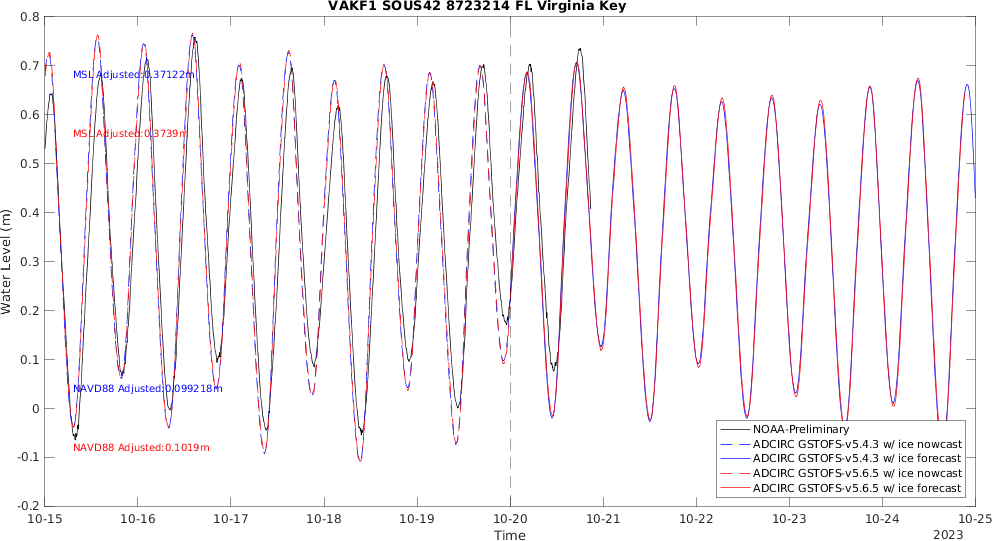 VAKF1 SOUS42 8723214 FL Virginia Key
0.8
0.7
0.6
0.5
0.4
0.3
0.2
0.1
0
-0.1
-0.2
Water Level (m)
MSL Adjusted:0.37122m
MSL Adjusted:0.3739m
NAVD88 Adjusted:0.099218m
NAVD88 Adjusted:0.1019m
NOAA-Preliminary
ADCIRC GSTOFS-v5.4.3 w/ ice nowcast
ADCIRC GSTOFS-v5.4.3 w/ ice forecast
ADCIRC GSTOFS-v5.6.5 w/ ice nowcast
ADCIRC GSTOFS-v5.6.5 w/ ice forecast
10-15 10-16 10-17 10-18 10-19 10-20 10-21 10-22 10-23 10-24 10-25
Time
2023